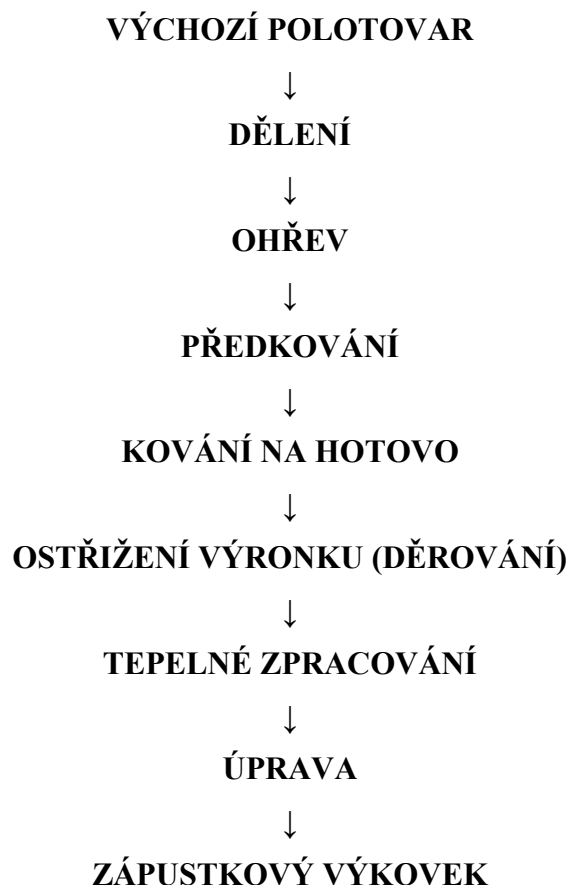 VÝCHOZÍ POLOTOVAR
↓
DĚLENÍ
↓
OHŘEV
↓
PŘEDKOVÁNÍ
↓
KOVÁNÍ NA HOTOVO
↓
OSTŘIŽENÍ VÝRONKU (DĚROVÁNÍ)
↓
TEPELNÉ ZPRACOVÁNÍ
↓
ÚPRAVA
↓
ZÁPUSTKOVÝ VÝKOVEK